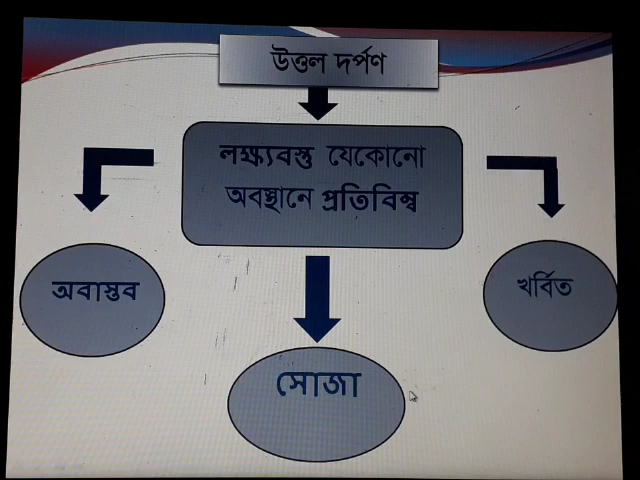 উত্তল দর্পণ
লক্ষ্যবস্তু যেকোনো
অবস্থানে প্রতিবিম্ব
অবাস্তব
খর্বিত
সোজা